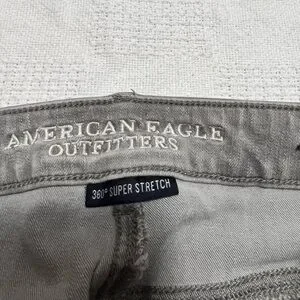 AMERICAN EAGLE
OUTFITTERS
360° SUPER STRETCH